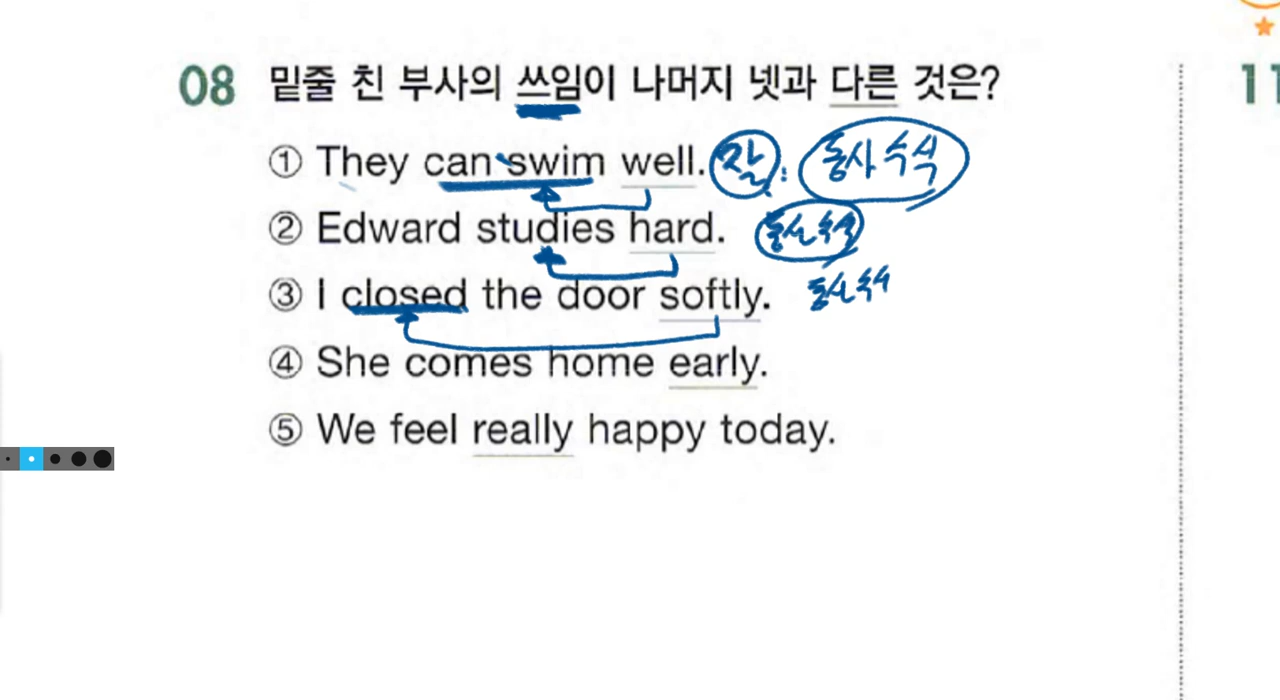 08 밑줄 친 부사의 쓰임이 나머지 넷과 다른 것은?
① They can swim well. 잘: 동사 수식
② Edward studies hard. 동사 수식
③ I closed the door softly. 동사 수식
④ She comes home early.
⑤ We feel really happy today.
11